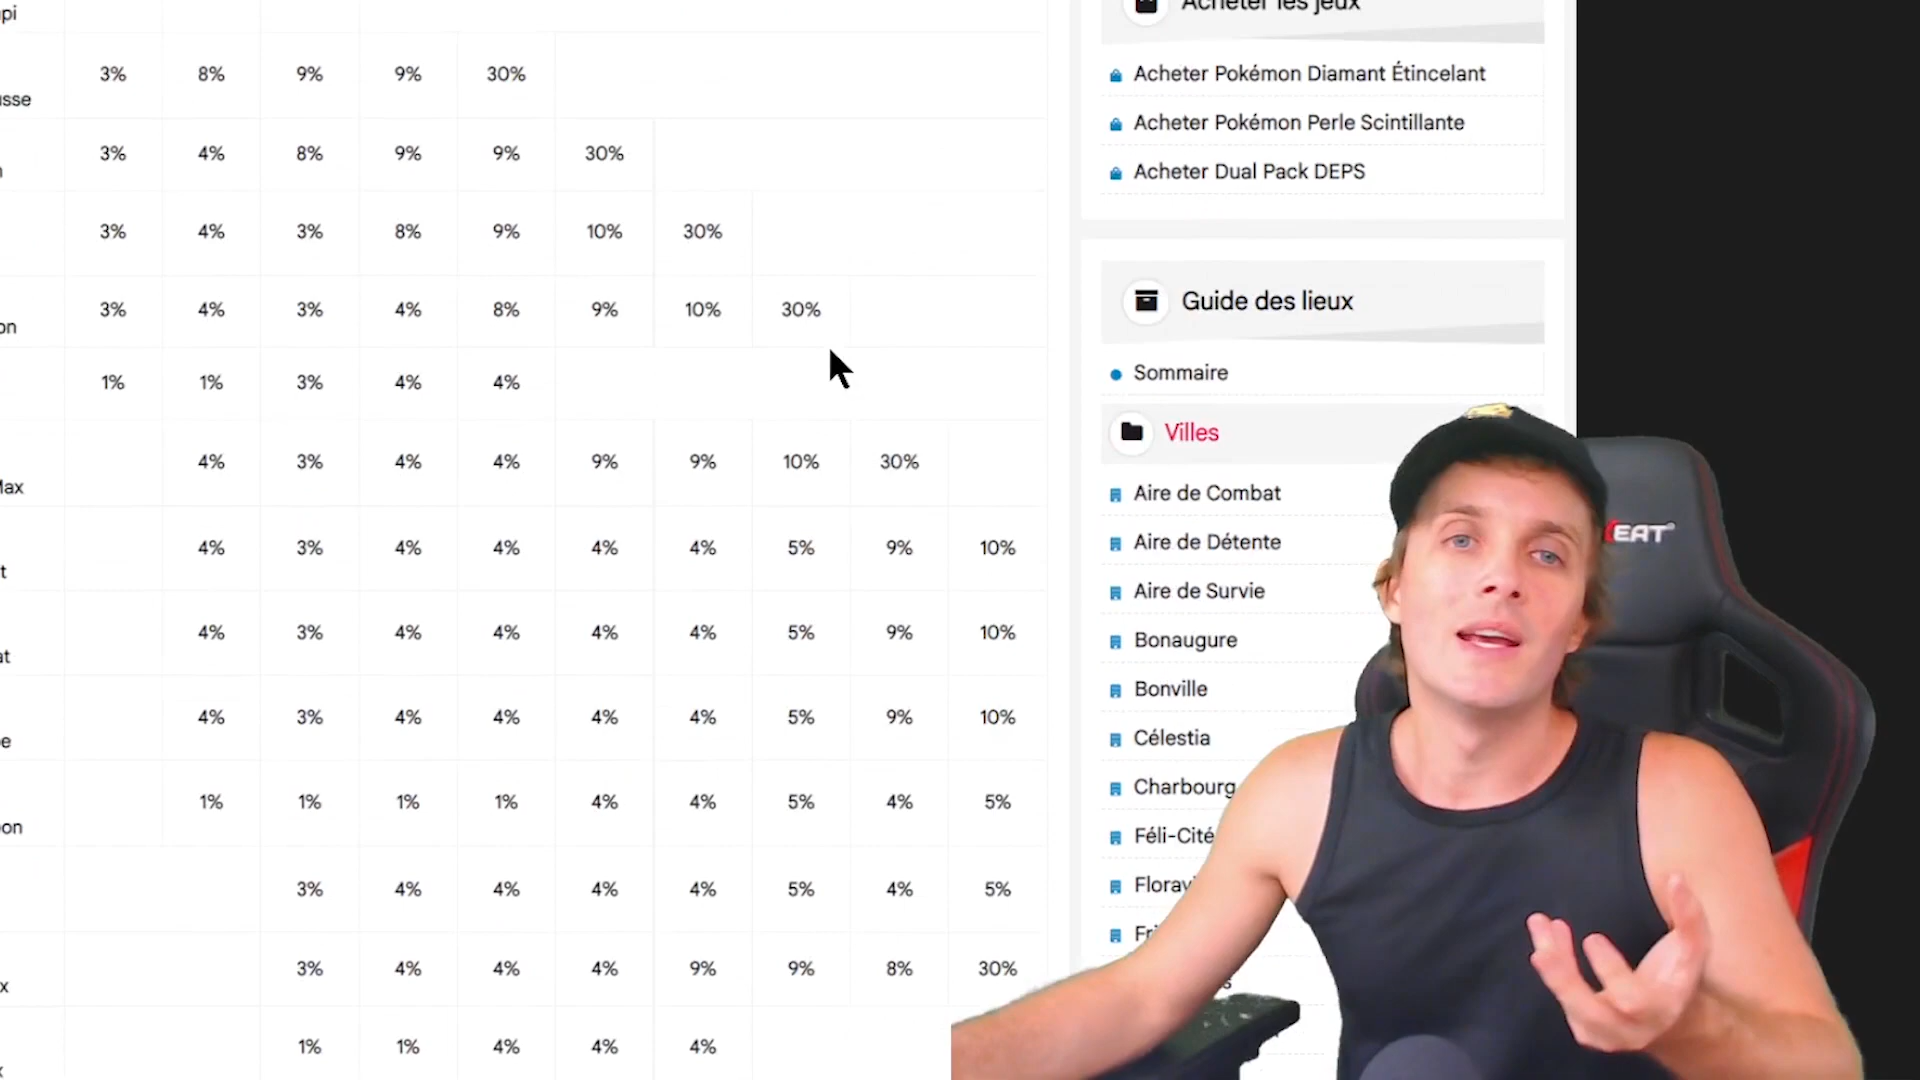 pi
3% 8% 9% 9% 30%
usse
3% 4% 8% 9% 9% 30%
3% 4% 3% 8% 9% 10% 30%
3% 4% 3% 4% 8% 9% 10% 30%
on
1% 1% 3% 4% 4%
4% 3% 4% 4% 9% 9% 10% 30%
Max
4% 3% 4% 4% 4% 4% 5% 9% 10%
t
4% 3% 4% 4% 4% 4% 5% 9% 10%
at
4% 3% 4% 4% 4% 4% 5% 9% 10%
e
1% 1% 1% 1% 4% 4% 5% 4% 5%
on
3% 4% 4% 4% 4% 5% 4% 5%
3% 4% 4% 4% 9% 9% 8% 30%
x
1% 1% 4% 4% 4%
Acheter les jeux
Acheter Pokémon Diamant Étincelant
Acheter Pokémon Perle Scintillante
Acheter Dual Pack DEPS
Guide des lieux
Sommaire
Villes
Aire de Combat
Aire de Détente
Aire de Survie
Bonaugure
Bonville
Célestia
Charbourg
Féli-Cité
Florav
Fr
EAT